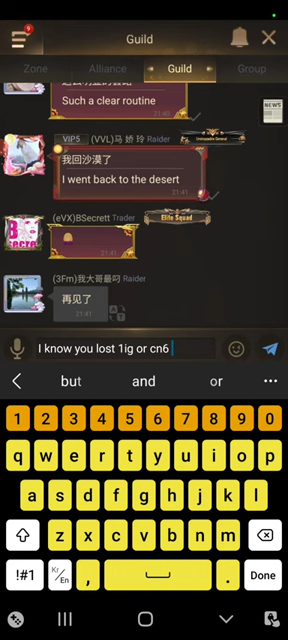 Guild
Zone Alliance Guild Group
Such a clear routine
21:40
NEWS
VIP5 (VVL)马 娇 玲 Raider
我回沙漠了
I went back to the desert
21:41
(eVX)BSecrett Trader
Elite Squad
21:41
(3Fm)我大哥最叼 Raider
再见了
21:41
I know you lost 1ig or cn6
but and or
1 2 3 4 5 6 7 8 9 0
q w e r t y u i o p
a s d f g h j k l
z x c v b n m
!#1 Kr/En , . Done